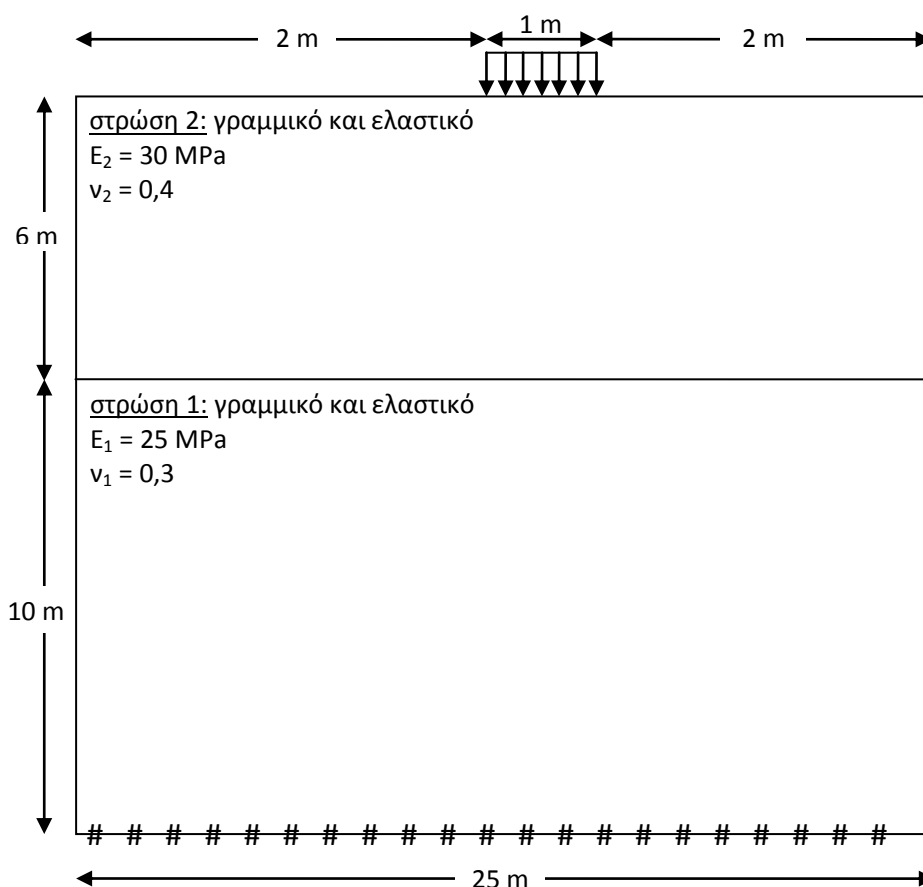 2 m
1 m
2 m
στρώση 2: γραμμικό και ελαστικό
E₂ = 30 MPa
ν₂ = 0,4
6 m
στρώση 1: γραμμικό και ελαστικό
E₁ = 25 MPa
ν₁ = 0,3
10 m
# # # # # # # # # # # # # # # # # # # # #
25 m